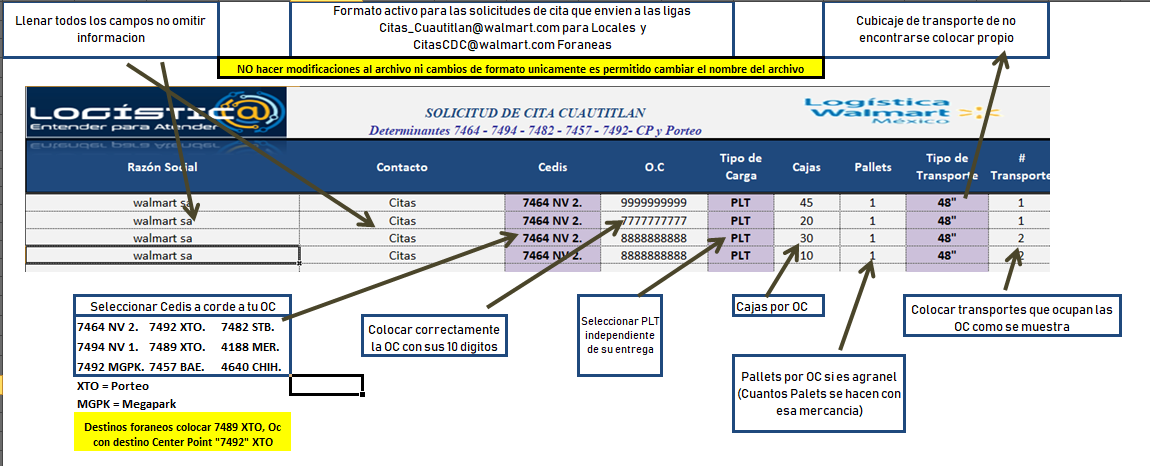 Llenar todos los campos no omitir
informacion
Formato activo para las solicitudes de cita que envien a las ligas
Citas_Cuautitlan@walmart.com para Locales y
CitasCDC@walmart.com Foraneas
Cubicaje de transporte de no
encontrarse colocar propio
NO hacer modificaciones al archivo ni cambios de formato unicamente es permitido cambiar el nombre del archivo
LOGÍSTIC@
Entender para Atender
SOLICITUD DE CITA CUAUTITLAN
Determinantes 7464 - 7494 - 7482 - 7457 - 7492- CP y Porteo
Logística
Walmart
México
Razón Social Contacto Cedis O.C Tipo de Carga Cajas Pallets Tipo de Transporte # Transporte
walmart sa Citas 7464 NV 2. 9999999999 PLT 45 1 48" 1
walmart sa Citas 7464 NV 2. 7777777777 PLT 20 1 48" 1
walmart sa Citas 7464 NV 2. 8888888888 PLT 30 1 48" 2
walmart sa Citas 7464 NV 2. 8888888888 PLT 10 1 48" 2
Seleccionar Cedis a corde a tu OC
7464 NV 2. 7492 XTO. 7482 STB.
7494 NV 1. 7489 XTO. 4188 MER.
7492 MGPK. 7457 BAE. 4640 CHIH.
XTO = Porteo
MGPK = Megapark
Destinos foraneos colocar 7489 XTO, Oc
con destino Center Point "7492" XTO
Colocar correctamente
la OC con sus 10 digitos
Seleccionar PLT
independiente
de su entrega
Cajas por OC
Pallets por OC si es agranel
(Cuantos Palets se hacen con
esa mercancia)
Colocar transportes que ocupan las
OC como se muestra